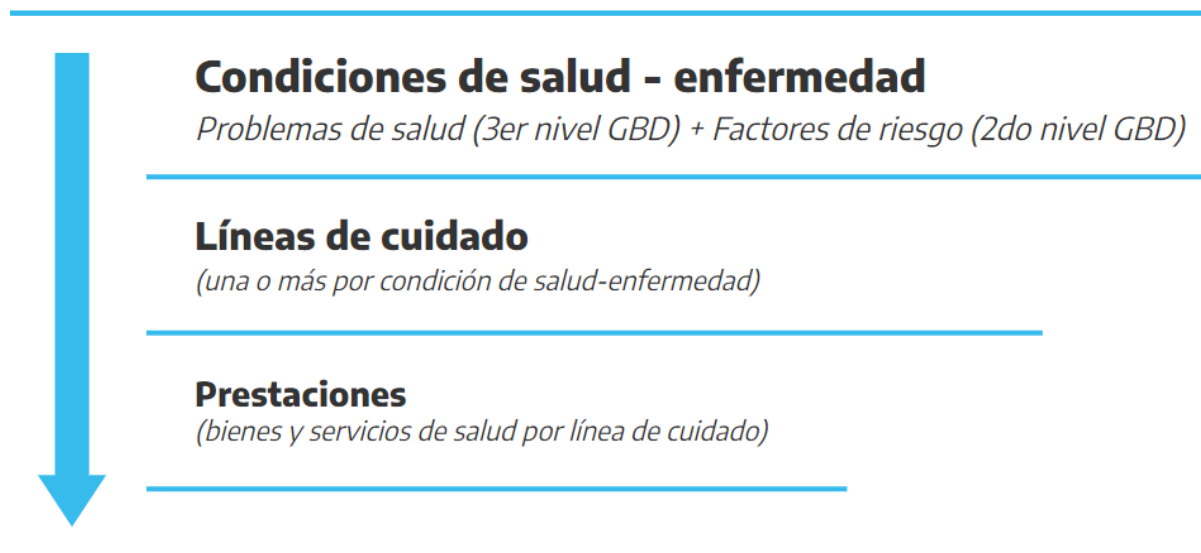 Condiciones de salud - enfermedad
Problemas de salud (3er nivel GBD) + Factores de riesgo (2do nivel GBD)
Líneas de cuidado
(una o más por condición de salud-enfermedad)
Prestaciones
(bienes y servicios de salud por línea de cuidado)